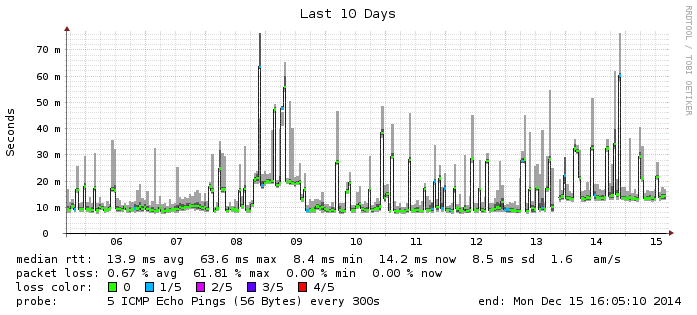 Last 10 Days
RRDTOOL / TOBI OETIKER
Seconds
70 m
60 m
50 m
40 m
30 m
20 m
10 m
0
06 07 08 09 10 11 12 13 14 15
median rtt: 13.9 ms avg 63.6 ms max 8.4 ms min 14.2 ms now 8.5 ms sd 1.6 am/s
packet loss: 0.67 % avg 61.81 % max 0.00 % min 0.00 % now
loss color: 0 1/5 2/5 3/5 4/5
probe: 5 ICMP Echo Pings (56 Bytes) every 300s end: Mon Dec 15 16:05:10 2014